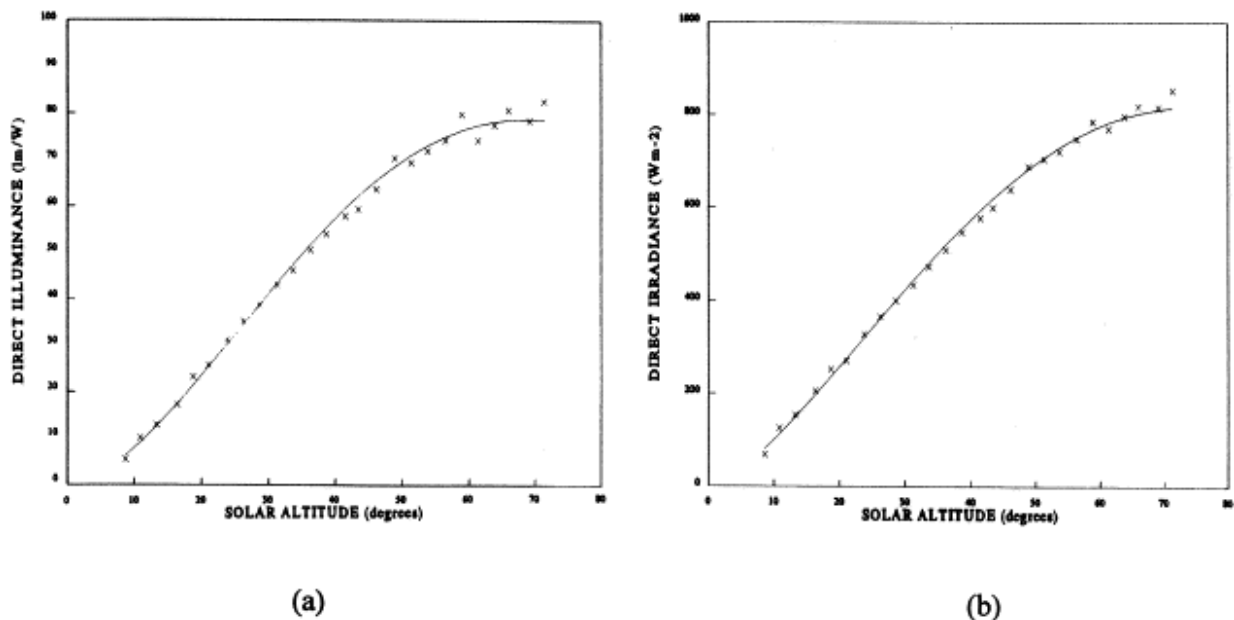 DIRECT ILLUMINANCE (lm/W)
100
90
80
70
60
50
40
10
0
0 10 20 30 40 50 60 70 80
SOLAR ALTITUDE (degrees)
(a)
DIRECT IRRADIANCE (Wm-2)
1000
800
600
400
200
0
0 10 20 30 40 50 60 70 80
SOLAR ALTITUDE (degrees)
(b)